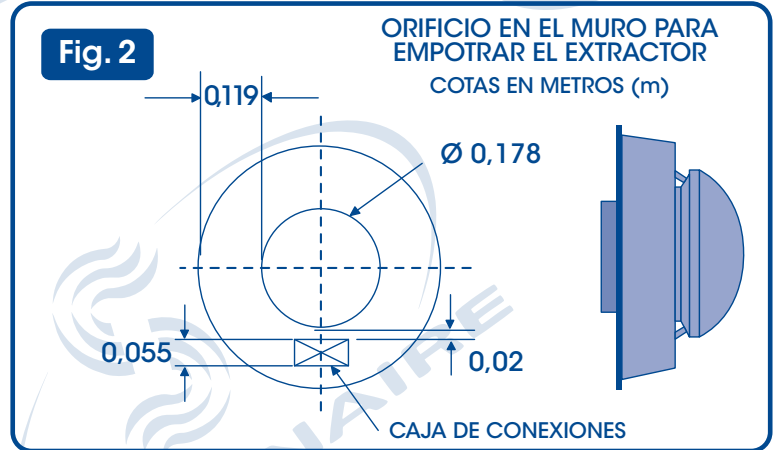 Fig. 2
ORIFICIO EN EL MURO PARA
EMPOTRAR EL EXTRACTOR
COTAS EN METROS (m)
0,119
Ø 0,178
0,055
0,02
CAJA DE CONEXIONES
NAIRE